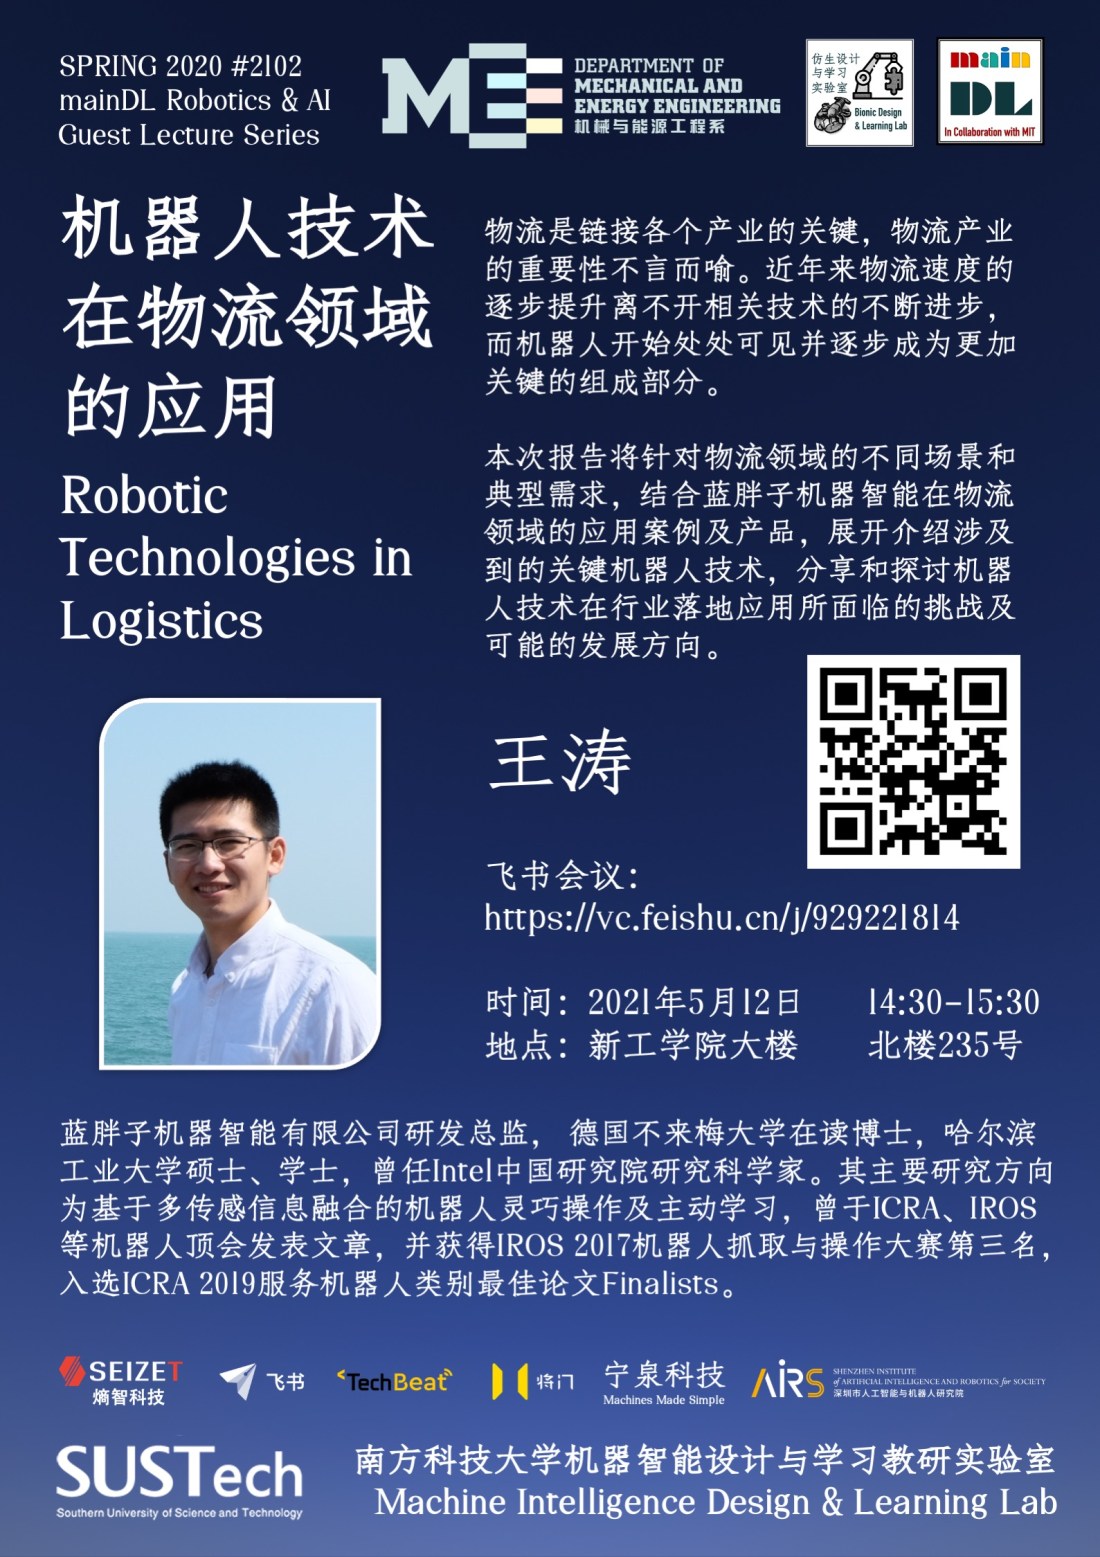 SPRING 2020 #2102
mainDL Robotics & AI
Guest Lecture Series
MEE
DEPARTMENT OF
MECHANICAL AND
ENERGY ENGINEERING
机械与能源工程系
仿生设计
与学习
实验室
Bionic Design
& Learning Lab
main
DL
In Collaboration with MIT
机器人技术
在物流领域
的应用
Robotic
Technologies in
Logistics
物流是链接各个产业的关键，物流产业
的重要性不言而喻。近年来物流速度的
逐步提升离不开相关技术的不断进步，
而机器人开始处处可见并逐步成为更加
关键的组成部分。
本次报告将针对物流领域的不同场景和
典型需求，结合蓝胖子机器智能在物流
领域的应用案例及产品，展开介绍涉及
到的关键机器人技术，分享和探讨机器
人技术在行业落地应用所面临的挑战及
可能的发展方向。
王涛
飞书会议：
https://vc.feishu.cn/j/929221814
时间：2021年5月12日 14:30-15:30
地点：新工学院大楼 北楼235号
蓝胖子机器智能有限公司研发总监， 德国不来梅大学在读博士，哈尔滨
工业大学硕士、学士，曾任Intel中国研究院研究科学家。其主要研究方向
为基于多传感信息融合的机器人灵巧操作及主动学习，曾于ICRA、IROS
等机器人顶会发表文章，并获得IROS 2017机器人抓取与操作大赛第三名，
入选ICRA 2019服务机器人类别最佳论文Finalists。
SEIZET
熵智科技
飞书
TechBeat
将门
宁泉科技
Machines Made Simple
AIRS
SHENZHEN INSTITUTE
of ARTIFICIAL INTELLIGENCE AND ROBOTICS for SOCIETY
深圳市人工智能与机器人研究院
SUSTech
Southern University of Science and Technology
南方科技大学机器智能设计与学习教研实验室
Machine Intelligence Design & Learning Lab